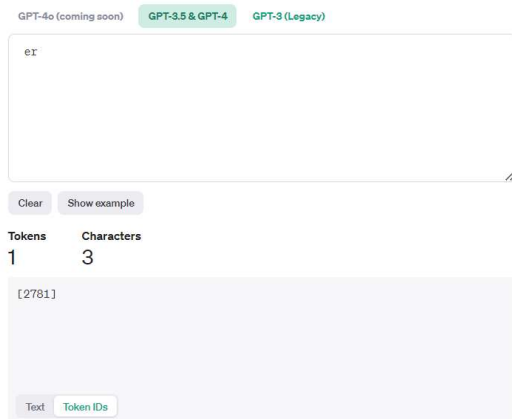 GPT-4o (coming soon) GPT-3.5 & GPT-4 GPT-3 (Legacy)
er
Clear Show example
Tokens Characters
1 3
[2781]
Text Token IDs